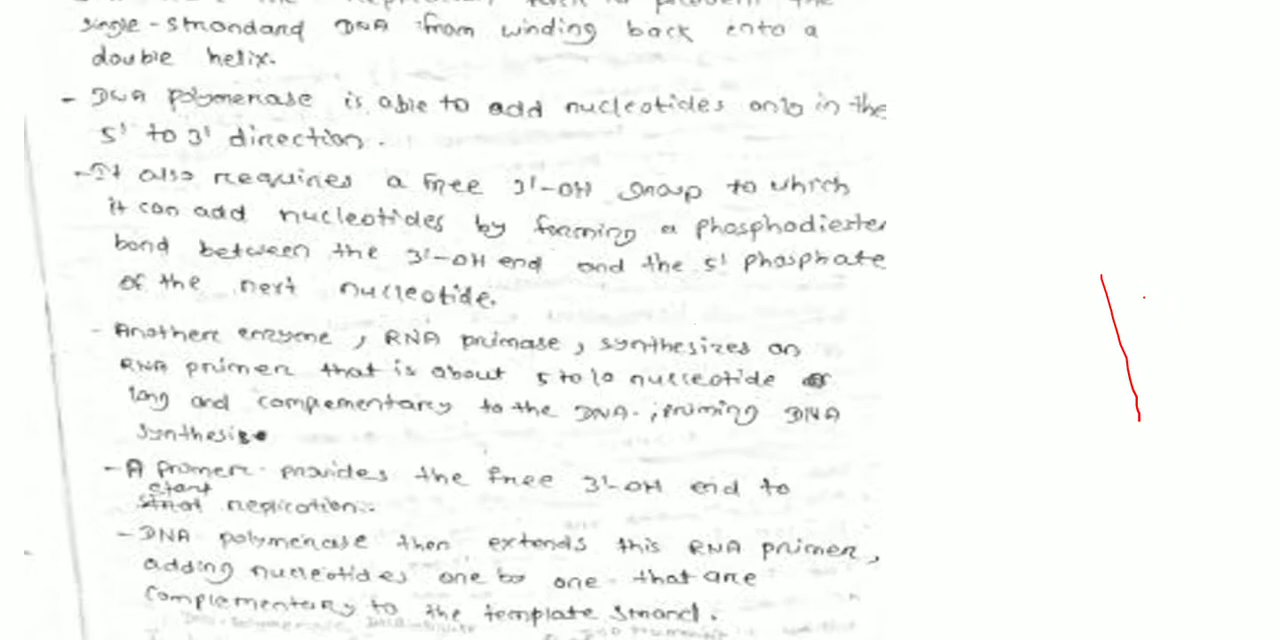 single-strondard DNA from winding back into a
double helix.
- DNA polymerase is able to add nucleotides only in the
5' to 3' direction.
- It also requires a free 3'-OH group to which
it can add nucleotides by forming a phosphodiester
bond between the 3'-OH end and the 5' phosphate
of the next nucleotide.
- Another enzyme, RNA primase, synthesizes an
RNA primer that is about 5 to 10 nucleotide
long and complementary to the DNA, priming DNA
synthesis
- A primer provides the free 3'-OH end to
start
replication.
- DNA polymerase then extends this RNA primer,
adding nucleotides one by one that are
complementary to the template strand.